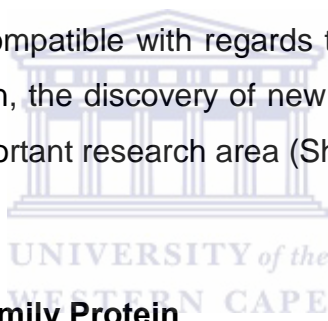 ompatible with regards t
n, the discovery of new
ortant research area (Sh
UNIVERSITY of the
WESTERN CAPE
mily Protein